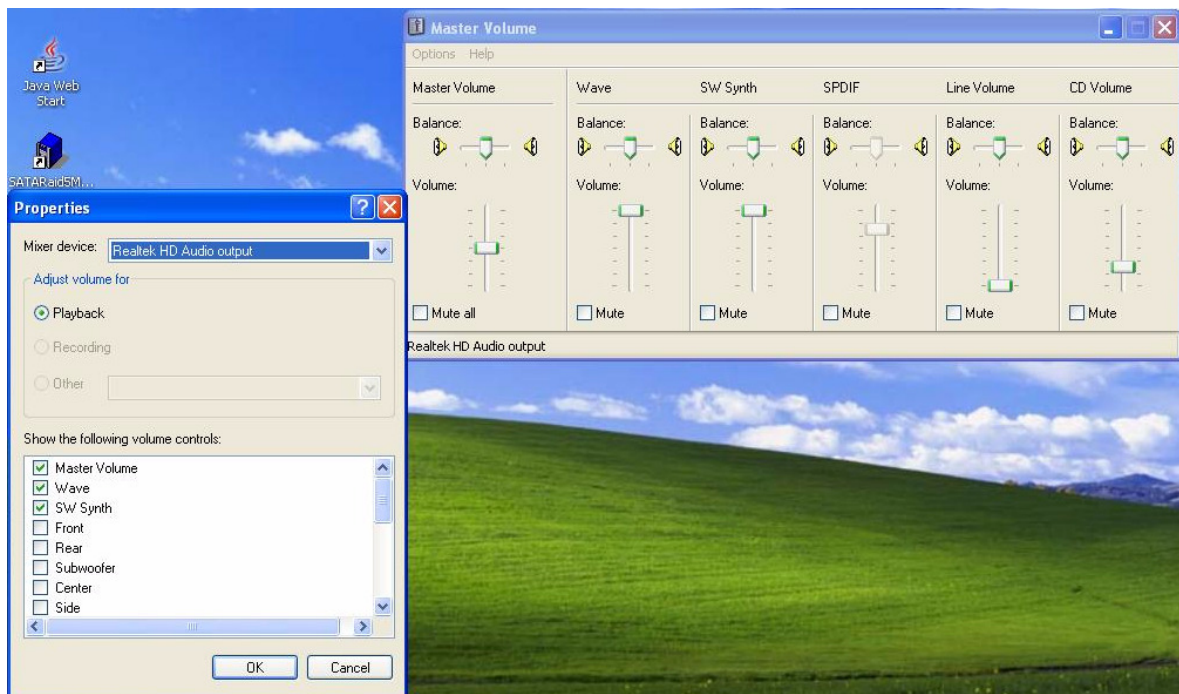 Java Web
Start
SATARaid5M...
Master Volume
Options Help
Master Volume Wave SW Synth SPDIF Line Volume CD Volume
Balance: Balance: Balance: Balance: Balance: Balance:
Volume: Volume: Volume: Volume: Volume: Volume:
Mute all Mute Mute Mute Mute Mute
Realtek HD Audio output
Properties
Mixer device: Realtek HD Audio output
Adjust volume for
Playback
Recording
Other
Show the following volume controls:
Master Volume
Wave
SW Synth
Front
Rear
Subwoofer
Center
Side
OK Cancel